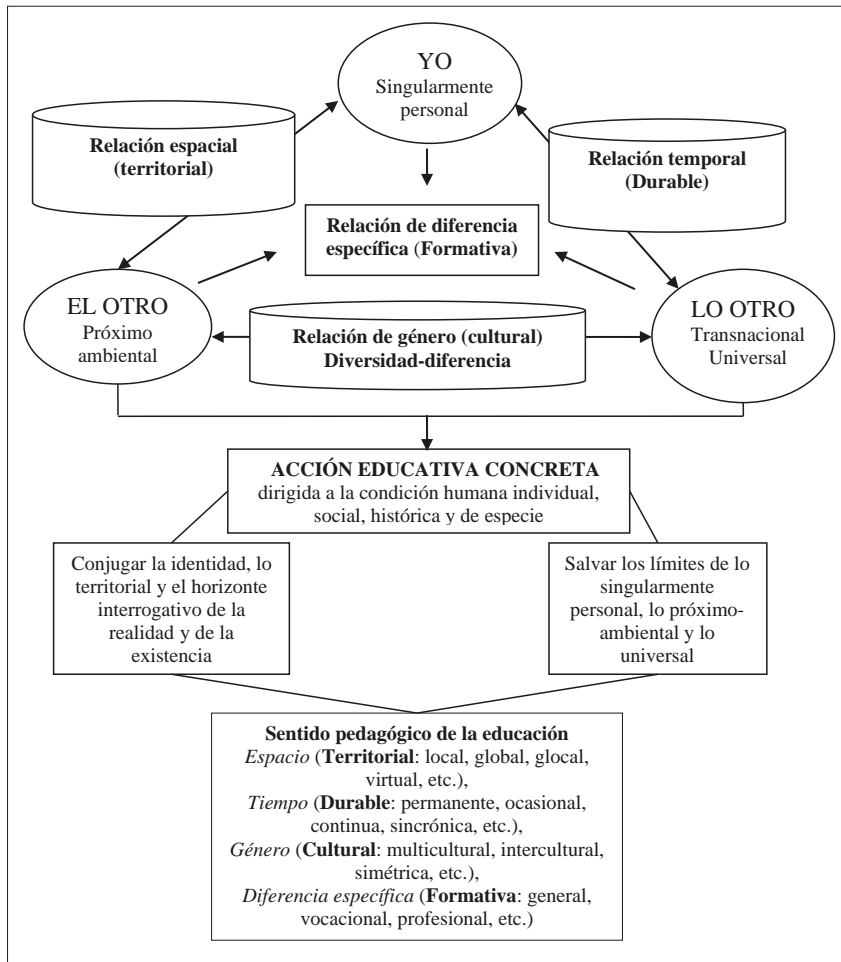 YO
Singularmente
personal
Relación espacial
(territorial)
Relación temporal
(Durable)
Relación de diferencia
específica (Formativa)
EL OTRO
Próximo
ambiental
Relación de género (cultural)
Diversidad-diferencia
LO OTRO
Transnacional
Universal
ACCIÓN EDUCATIVA CONCRETA
dirigida a la condición humana individual,
social, histórica y de especie
Conjugar la identidad, lo
territorial y el horizonte
interrogativo de la
realidad y de la
existencia
Salvar los límites de lo
singularmente
personal, lo próximo-
ambiental y lo
universal
Sentido pedagógico de la educación
Espacio (Territorial: local, global, glocal,
virtual, etc.),
Tiempo (Durable: permanente, ocasional,
continua, sincrónica, etc.),
Género (Cultural: multicultural, intercultural,
simétrica, etc.),
Diferencia específica (Formativa: general,
vocacional, profesional, etc.)